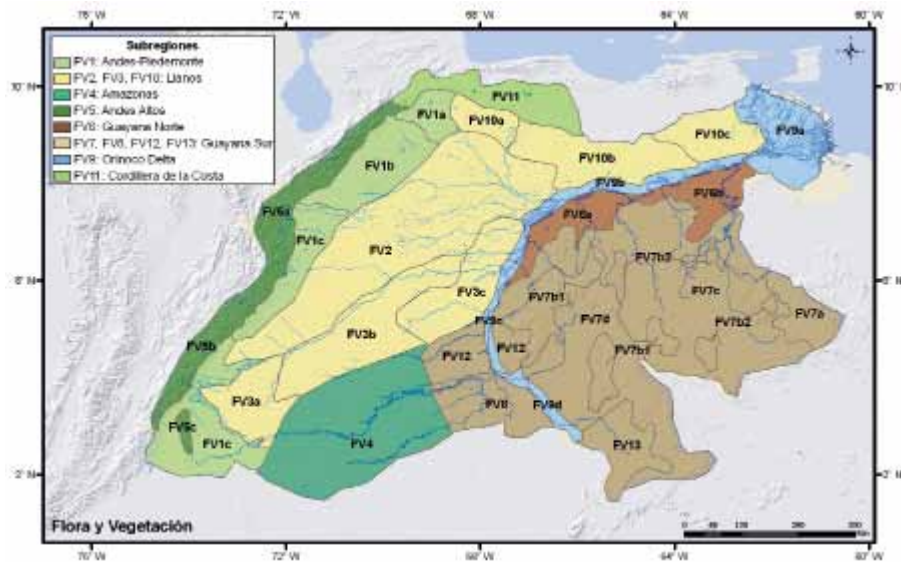 76° W 72° W 68° W 64° W 60° W
Subregiones
FV1: Andes-Piedemonte
FV2, FV3, FV10: Llanos
FV4: Amazonas
FV5: Andes Altos
FV6: Guayana Norte
FV7, FV8, FV12, FV13: Guayana Sur
FV9: Orinoco Delta
FV11: Cordillera de la Costa
10° N 10° N
FV11
FV1a FV10a FV10c FV9a
FV1b FV10b
FV9b
FV6b
FV5a FV6a
FV1c
FV2 FV7b3
6° N 6° N
FV3c FV7b1 FV7c
FV7a
FV9c FV7d FV7b2
FV3b
FV5b FV12 FV12 FV7b1
FV3a FV8 FV9d
FV5c FV1c FV4 FV13
2° N 2° N
Flora y Vegetación
76° W 72° W 68° W 64° W 60° W